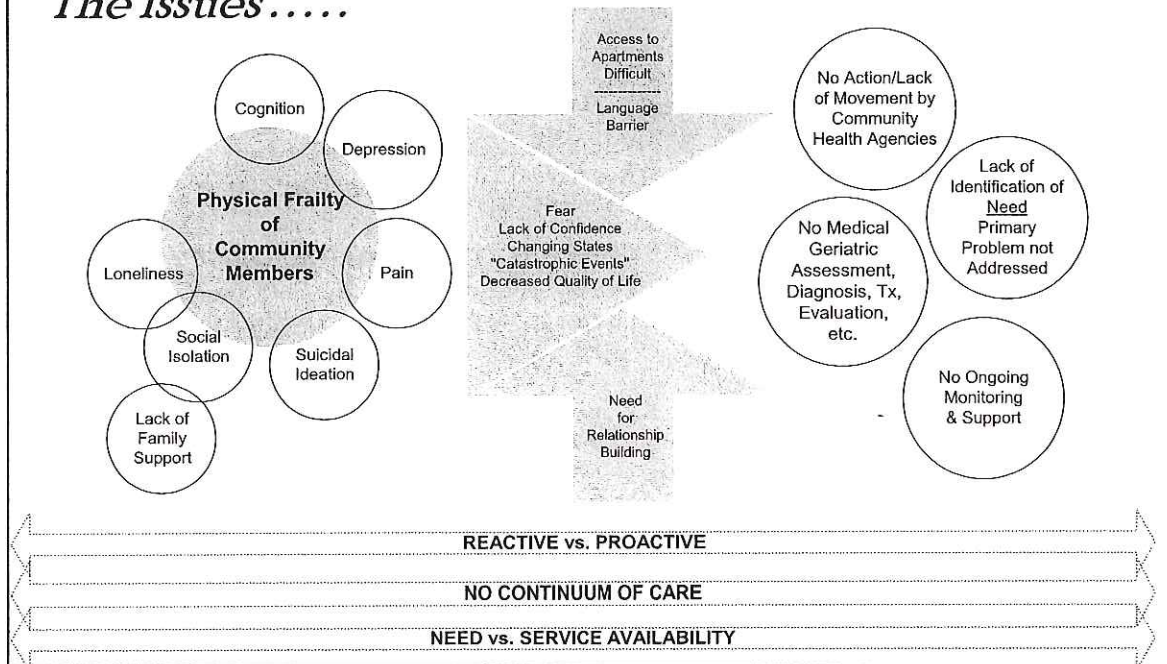 The Issues.....
Cognition
Depression
Physical Frailty
of
Community
Members
Loneliness
Pain
Social
Isolation
Suicidal
Ideation
Lack of
Family
Support
Access to
Apartments
Difficult
------------
Language
Barrier
Fear
Lack of Confidence
Changing States
"Catastrophic Events"
Decreased Quality of Life
Need
for
Relationship
Building
No Action/Lack
of Movement by
Community
Health Agencies
Lack of
Identification of
Need
Primary
Problem not
Addressed
No Medical
Geriatric
Assessment,
Diagnosis, Tx,
Evaluation,
etc.
No Ongoing
Monitoring
& Support
REACTIVE vs. PROACTIVE
NO CONTINUUM OF CARE
NEED vs. SERVICE AVAILABILITY